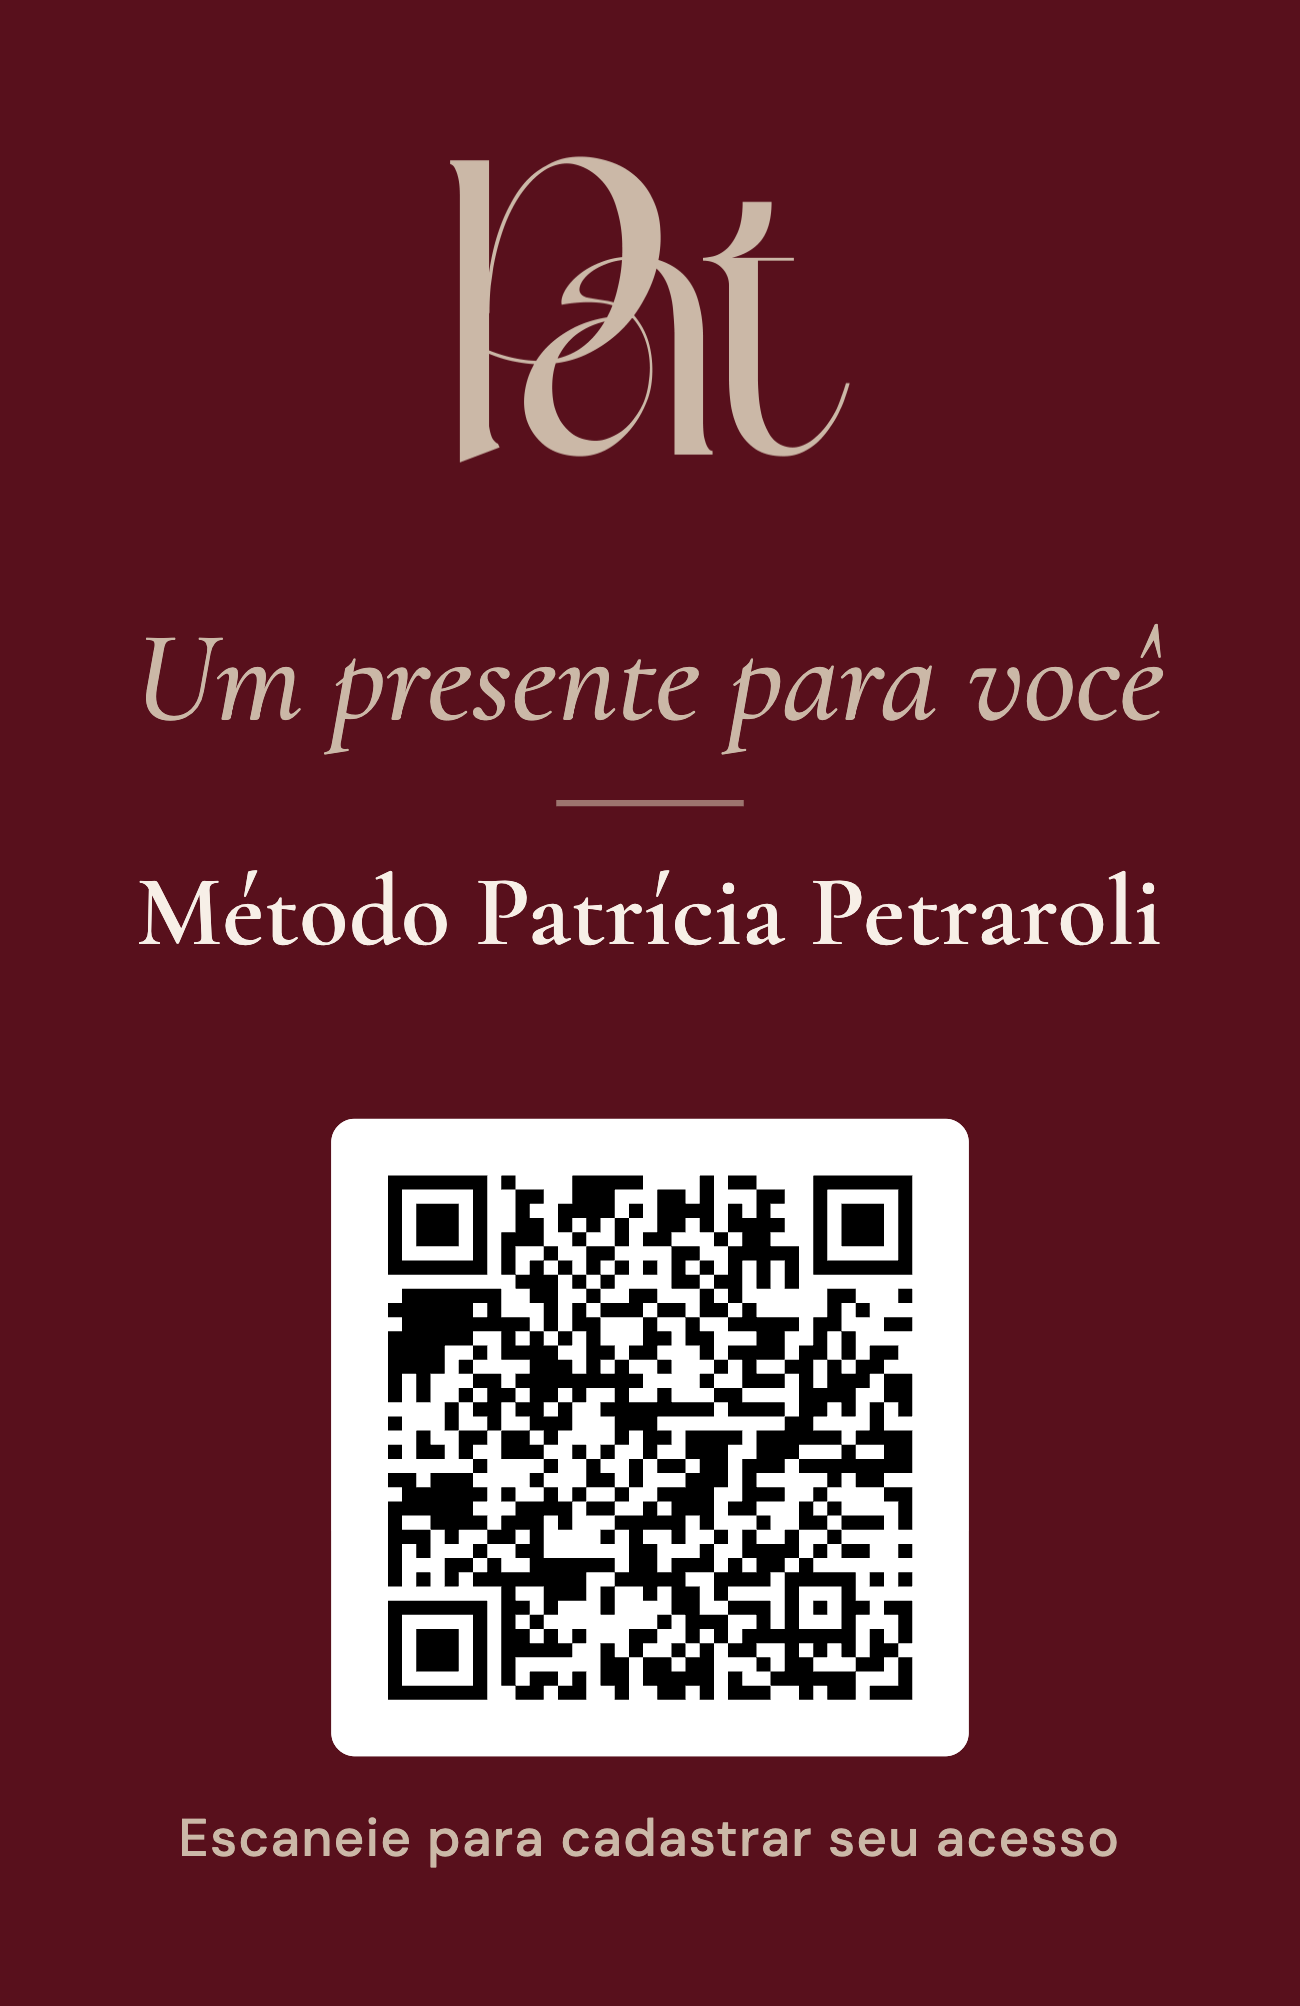 Pat
Um presente para você
Método Patrícia Petraroli
Escaneie para cadastrar seu acesso